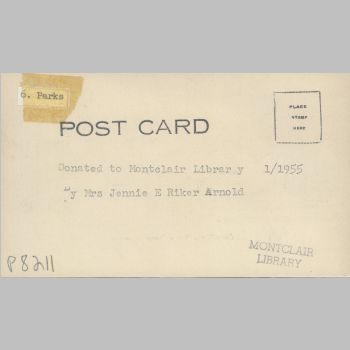 6. Parks
POST CARD
PLACE
STAMP
HERE
Donated to Montclair Library 1/1955
By Mrs Jennie E Riker Arnold
MONTCLAIR
LIBRARY
P8211